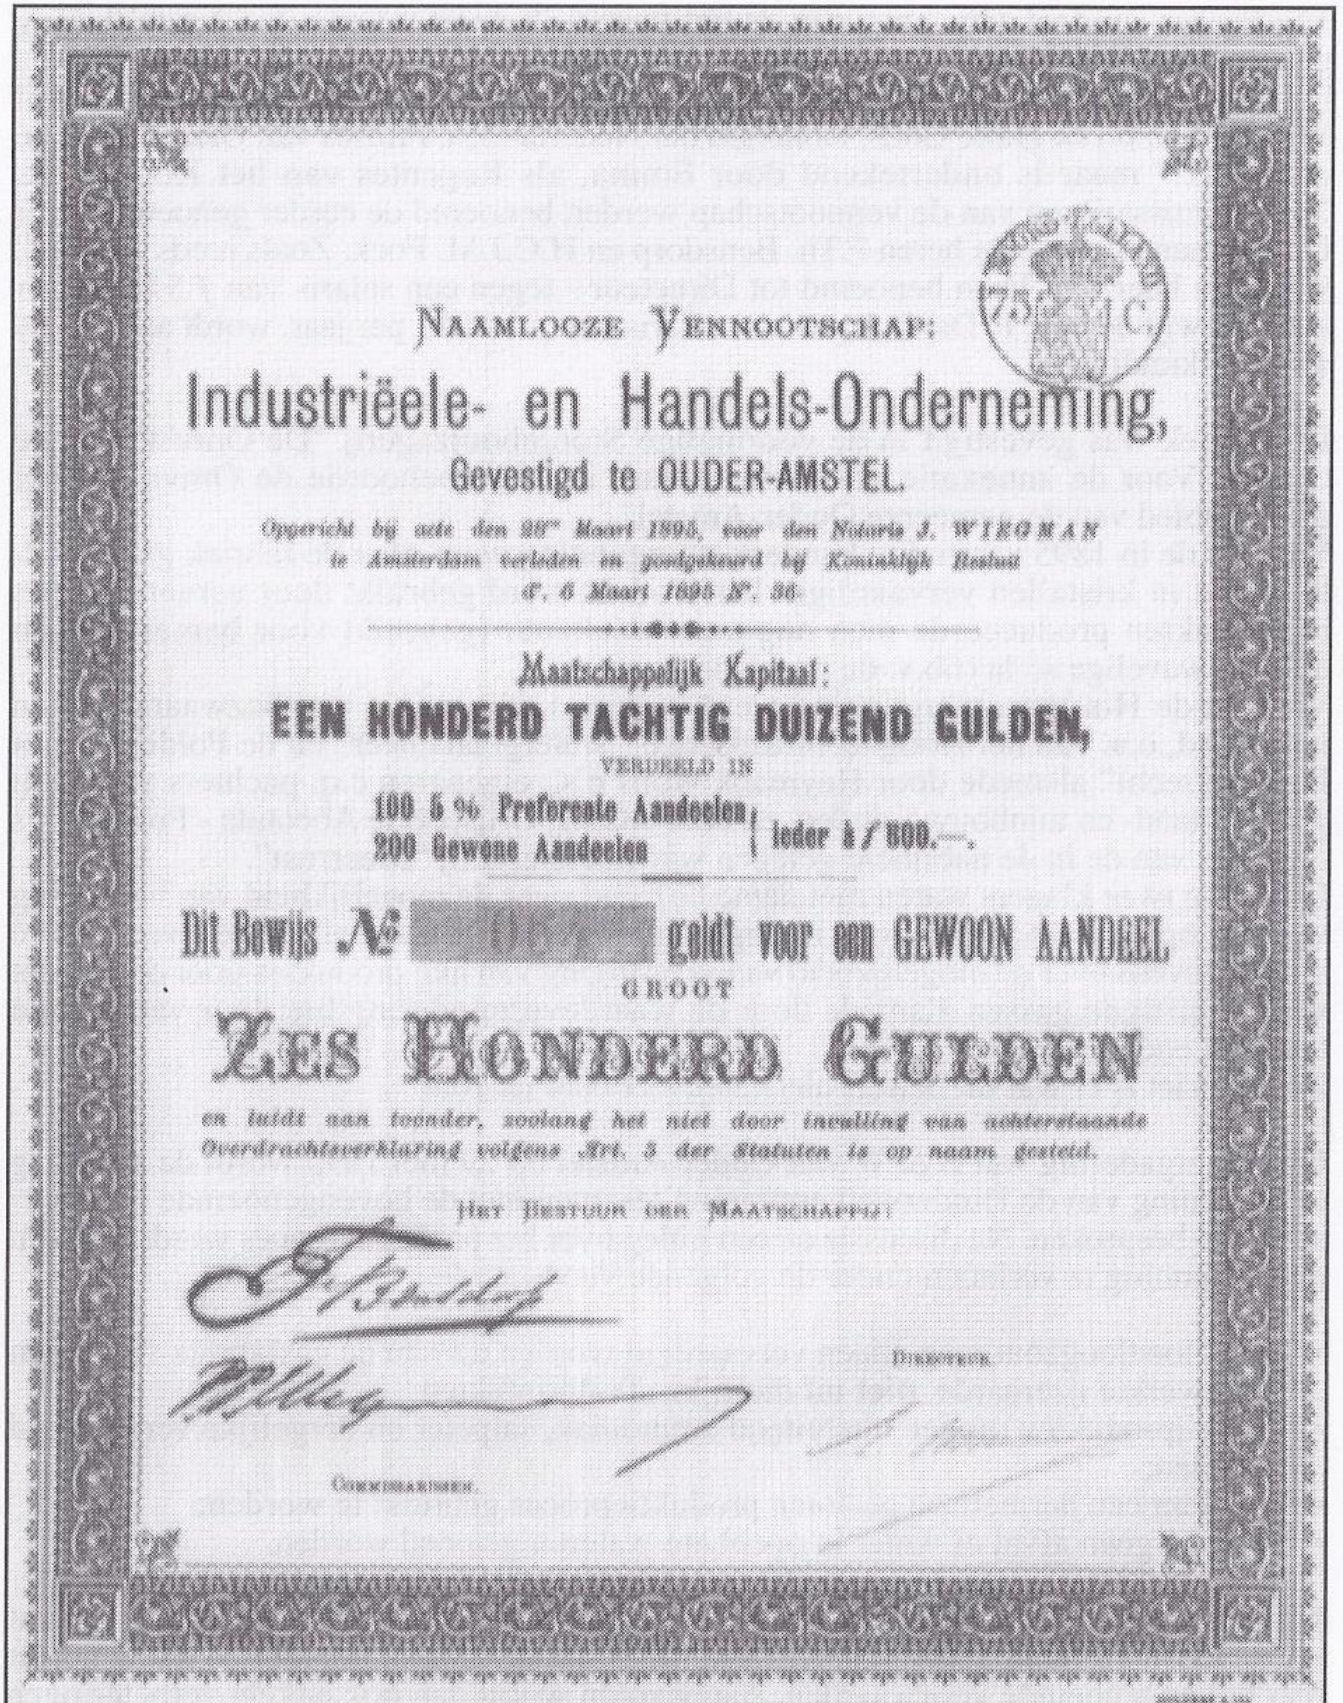 NAAMLOOZE VENNOOTSCHAP:
75 C
Industriëele- en Handels-Onderneming,
Gevestigd te OUDER-AMSTEL.
Opgericht bij acte den 28en Maart 1895, voor den Notaris J. WIEGMAN
te Amsterdam verleden en goedgekeurd bij Koninklijk Besluit
dº. 6 Maart 1895 Nº. 36
Maatschappelijk Kapitaal:
EEN HONDERD TACHTIG DUIZEND GULDEN,
VERDEELD IN
100 5 % Preferente Aandeelen
200 Gewone Aandeelen
ieder à ƒ 600.—.
Dit Bewijs Nº geldt voor een GEWOON AANDEEL
GROOT
ZES HONDERD GULDEN
en luidt aan toonder, zoolang het niet door invulling van achterstaande
Overdrachtsverklaring volgens Art. 5 der Statuten is op naam gesteld.
HET BESTUUR DER MAATSCHAPPIJ:
DIRECTEUR.
COMMISSARISSEN.